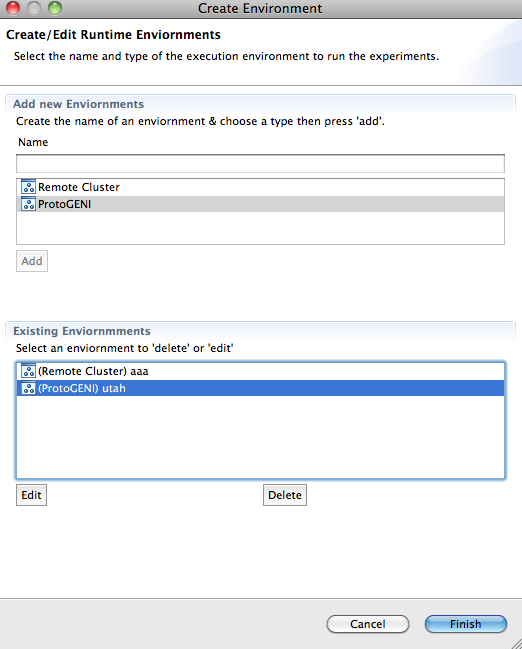 Create Environment
Create/Edit Runtime Enviornments
Select the name and type of the execution environment to run the experiments.
Add new Enviornments
Create the name of an enviornment & choose a type then press 'add'.
Name
Remote Cluster
ProtoGENI
Add
Existing Enviornmments
Select an enviornment to 'delete' or 'edit'
(Remote Cluster) aaa
(ProtoGENI) utah
Edit
Delete
Cancel
Finish